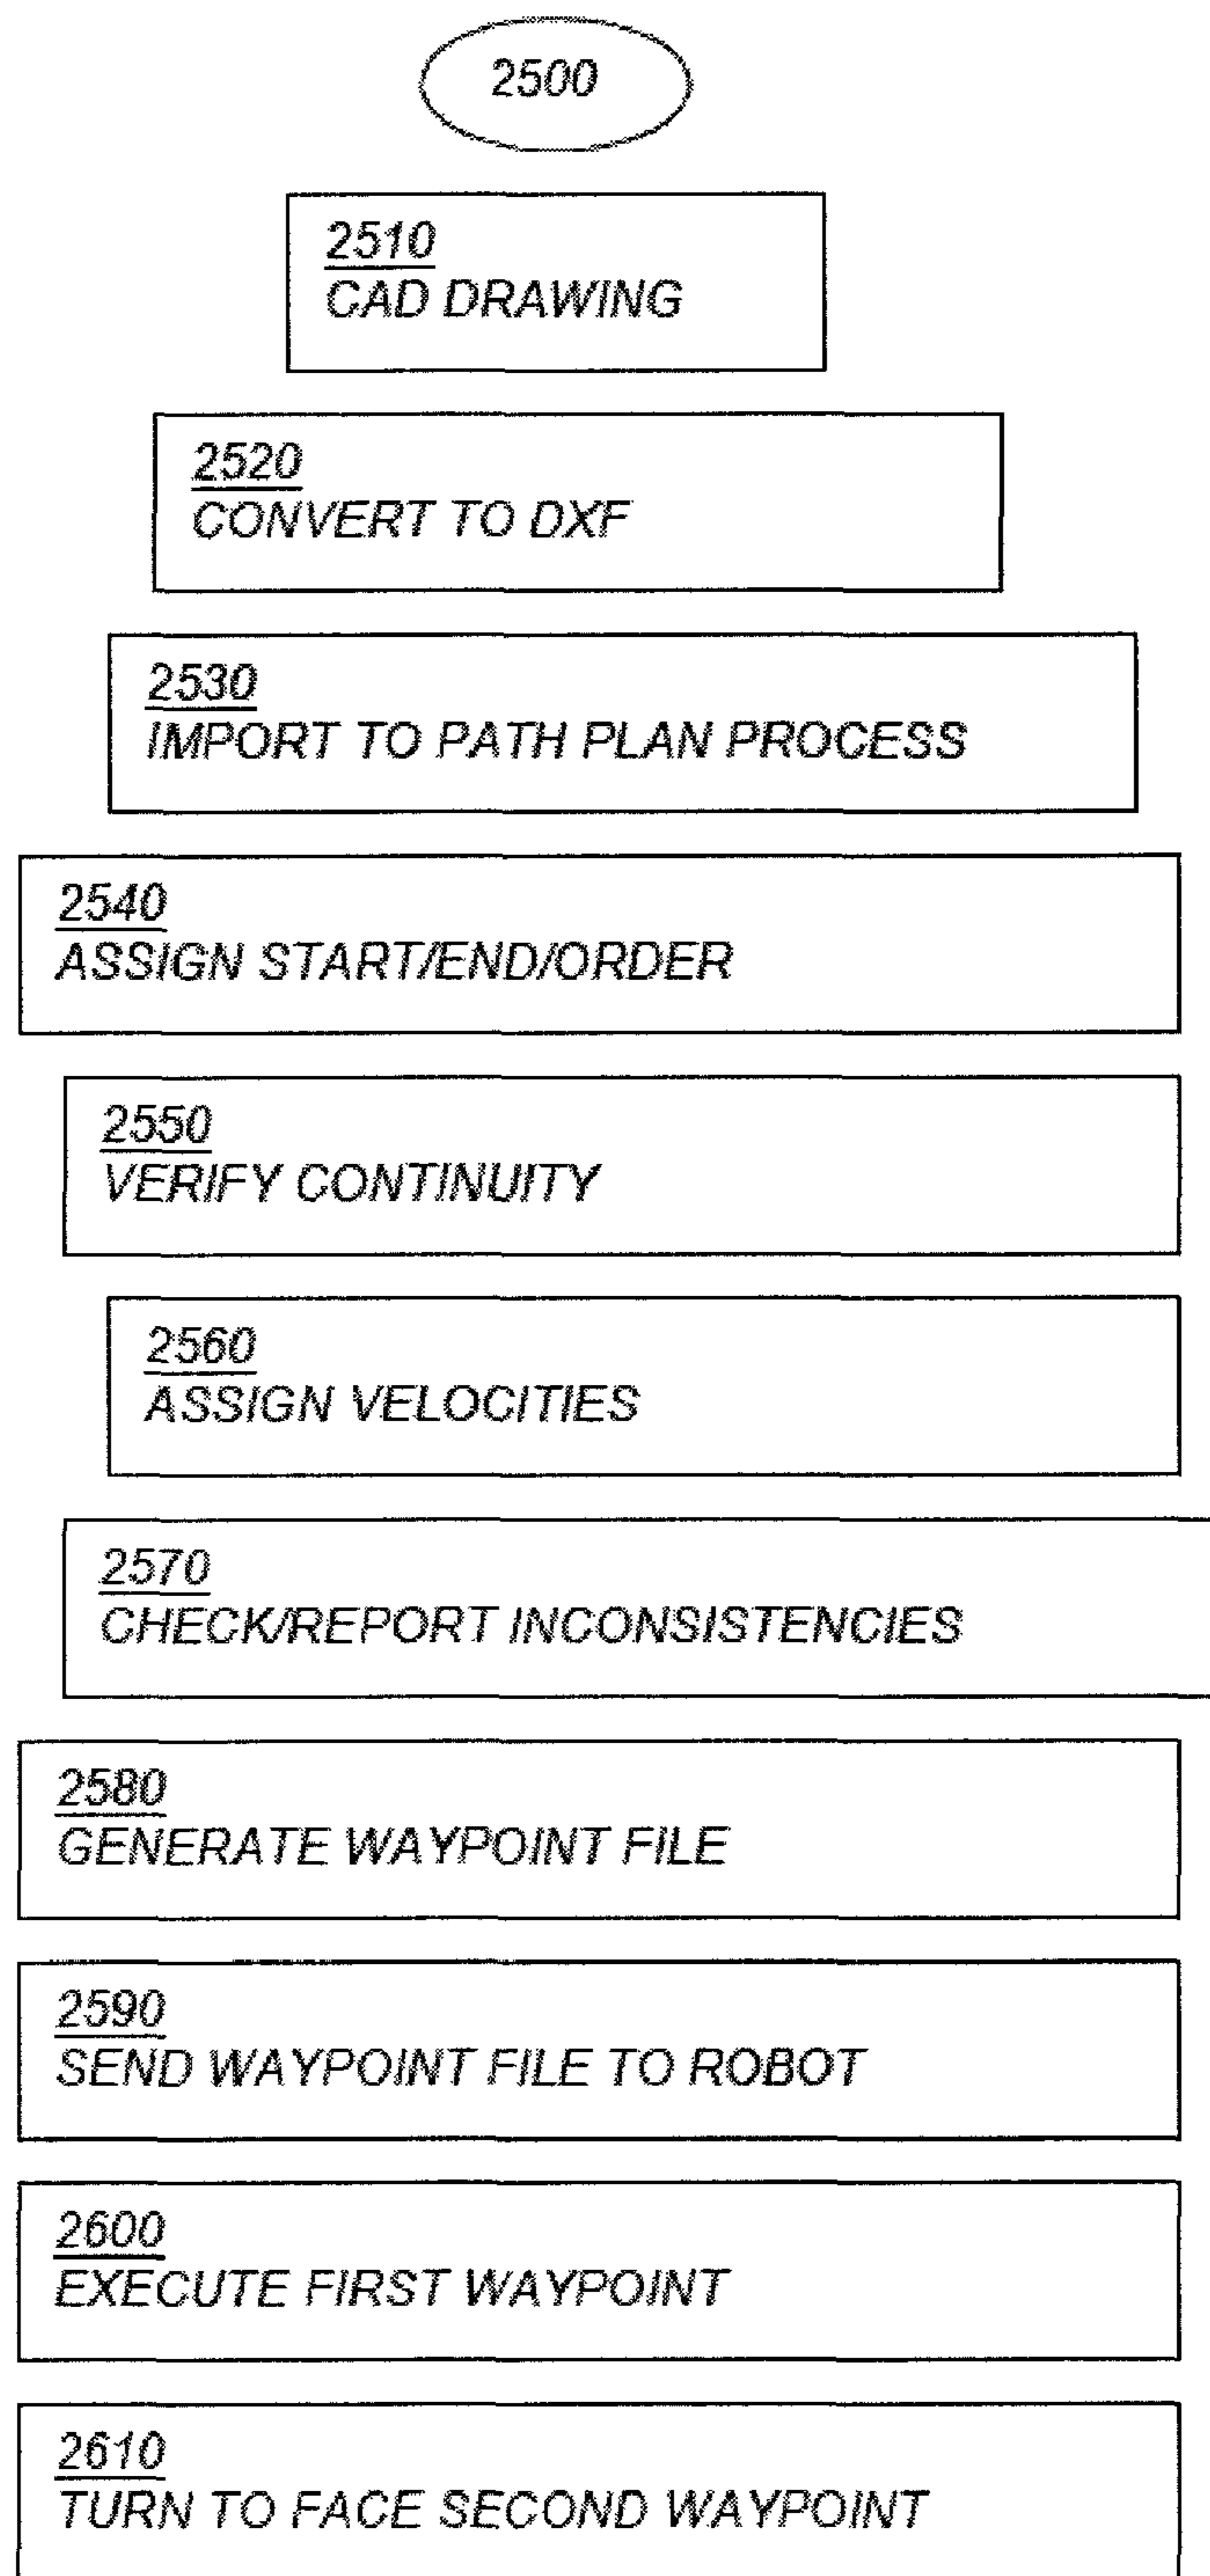 2500
2510
CAD DRAWING
2520
CONVERT TO DXF
2530
IMPORT TO PATH PLAN PROCESS
2540
ASSIGN START/END/ORDER
2550
VERIFY CONTINUITY
2560
ASSIGN VELOCITIES
2570
CHECK/REPORT INCONSISTENCIES
2580
GENERATE WAYPOINT FILE
2590
SEND WAYPOINT FILE TO ROBOT
2600
EXECUTE FIRST WAYPOINT
2610
TURN TO FACE SECOND WAYPOINT